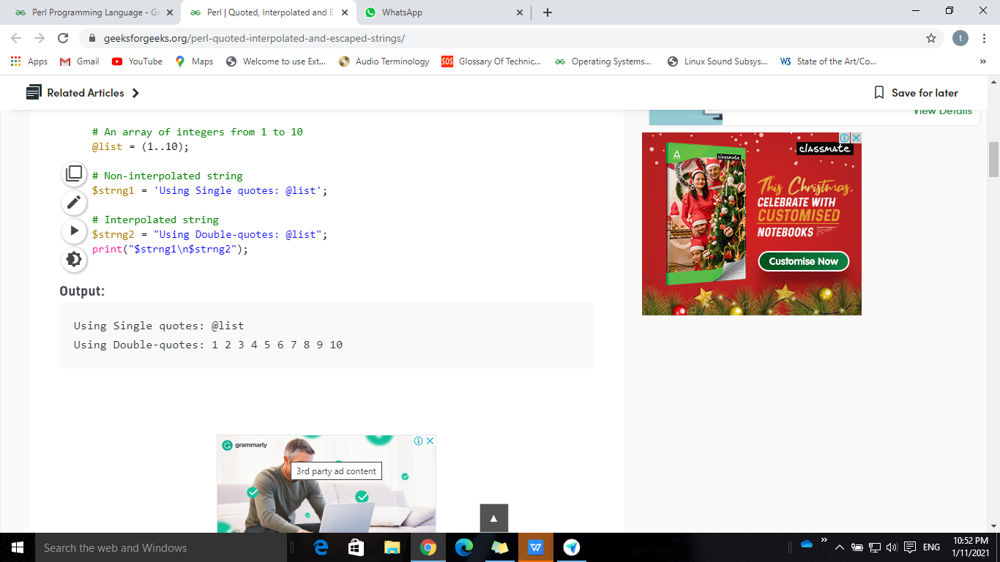 Perl Programming Language - Ge
Perl | Quoted, Interpolated and Es
WhatsApp
geeksforgeeks.org/perl-quoted-interpolated-and-escaped-strings/
t
Apps
Gmail
YouTube
Maps
Welcome to use Ext...
Audio Terminology
SOS
Glossary Of Technic...
Operating Systems...
Linux Sound Subsys...
W3
State of the Art/Co...
»
Related Articles
Save for later
View Details
# An array of integers from 1 to 10
@list = (1..10);
# Non-interpolated string
$strng1 = 'Using Single quotes: @list';
# Interpolated string
$strng2 = "Using Double-quotes: @list";
print("$strng1\n$strng2");
Output:
Using Single quotes: @list
Using Double-quotes: 1 2 3 4 5 6 7 8 9 10
classmate
classmate
This Christmas,
CELEBRATE WITH
CUSTOMISED
NOTEBOOKS
Customise Now
grammarly
3rd party ad content
Search the web and Windows
W
»
ENG
10:52 PM
1/11/2021